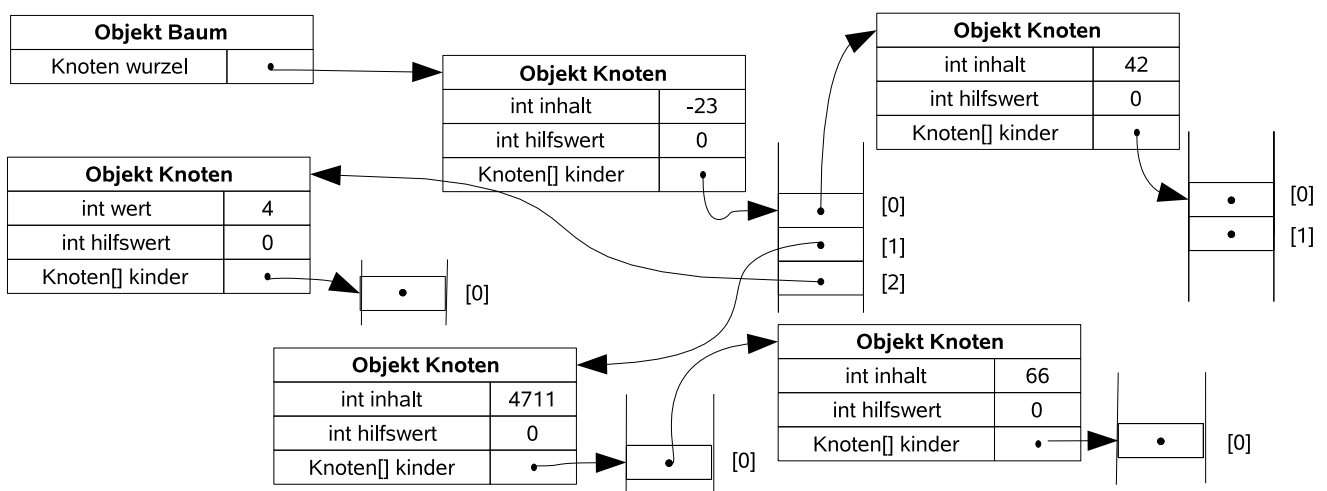 Objekt Baum
Knoten wurzel
Objekt Knoten
int inhalt -23
int hilfswert 0
Knoten[] kinder
[0]
[1]
[2]
Objekt Knoten
int inhalt 42
int hilfswert 0
Knoten[] kinder
[0]
[1]
Objekt Knoten
int wert 4
int hilfswert 0
Knoten[] kinder
[0]
Objekt Knoten
int inhalt 4711
int hilfswert 0
Knoten[] kinder
[0]
Objekt Knoten
int inhalt 66
int hilfswert 0
Knoten[] kinder
[0]